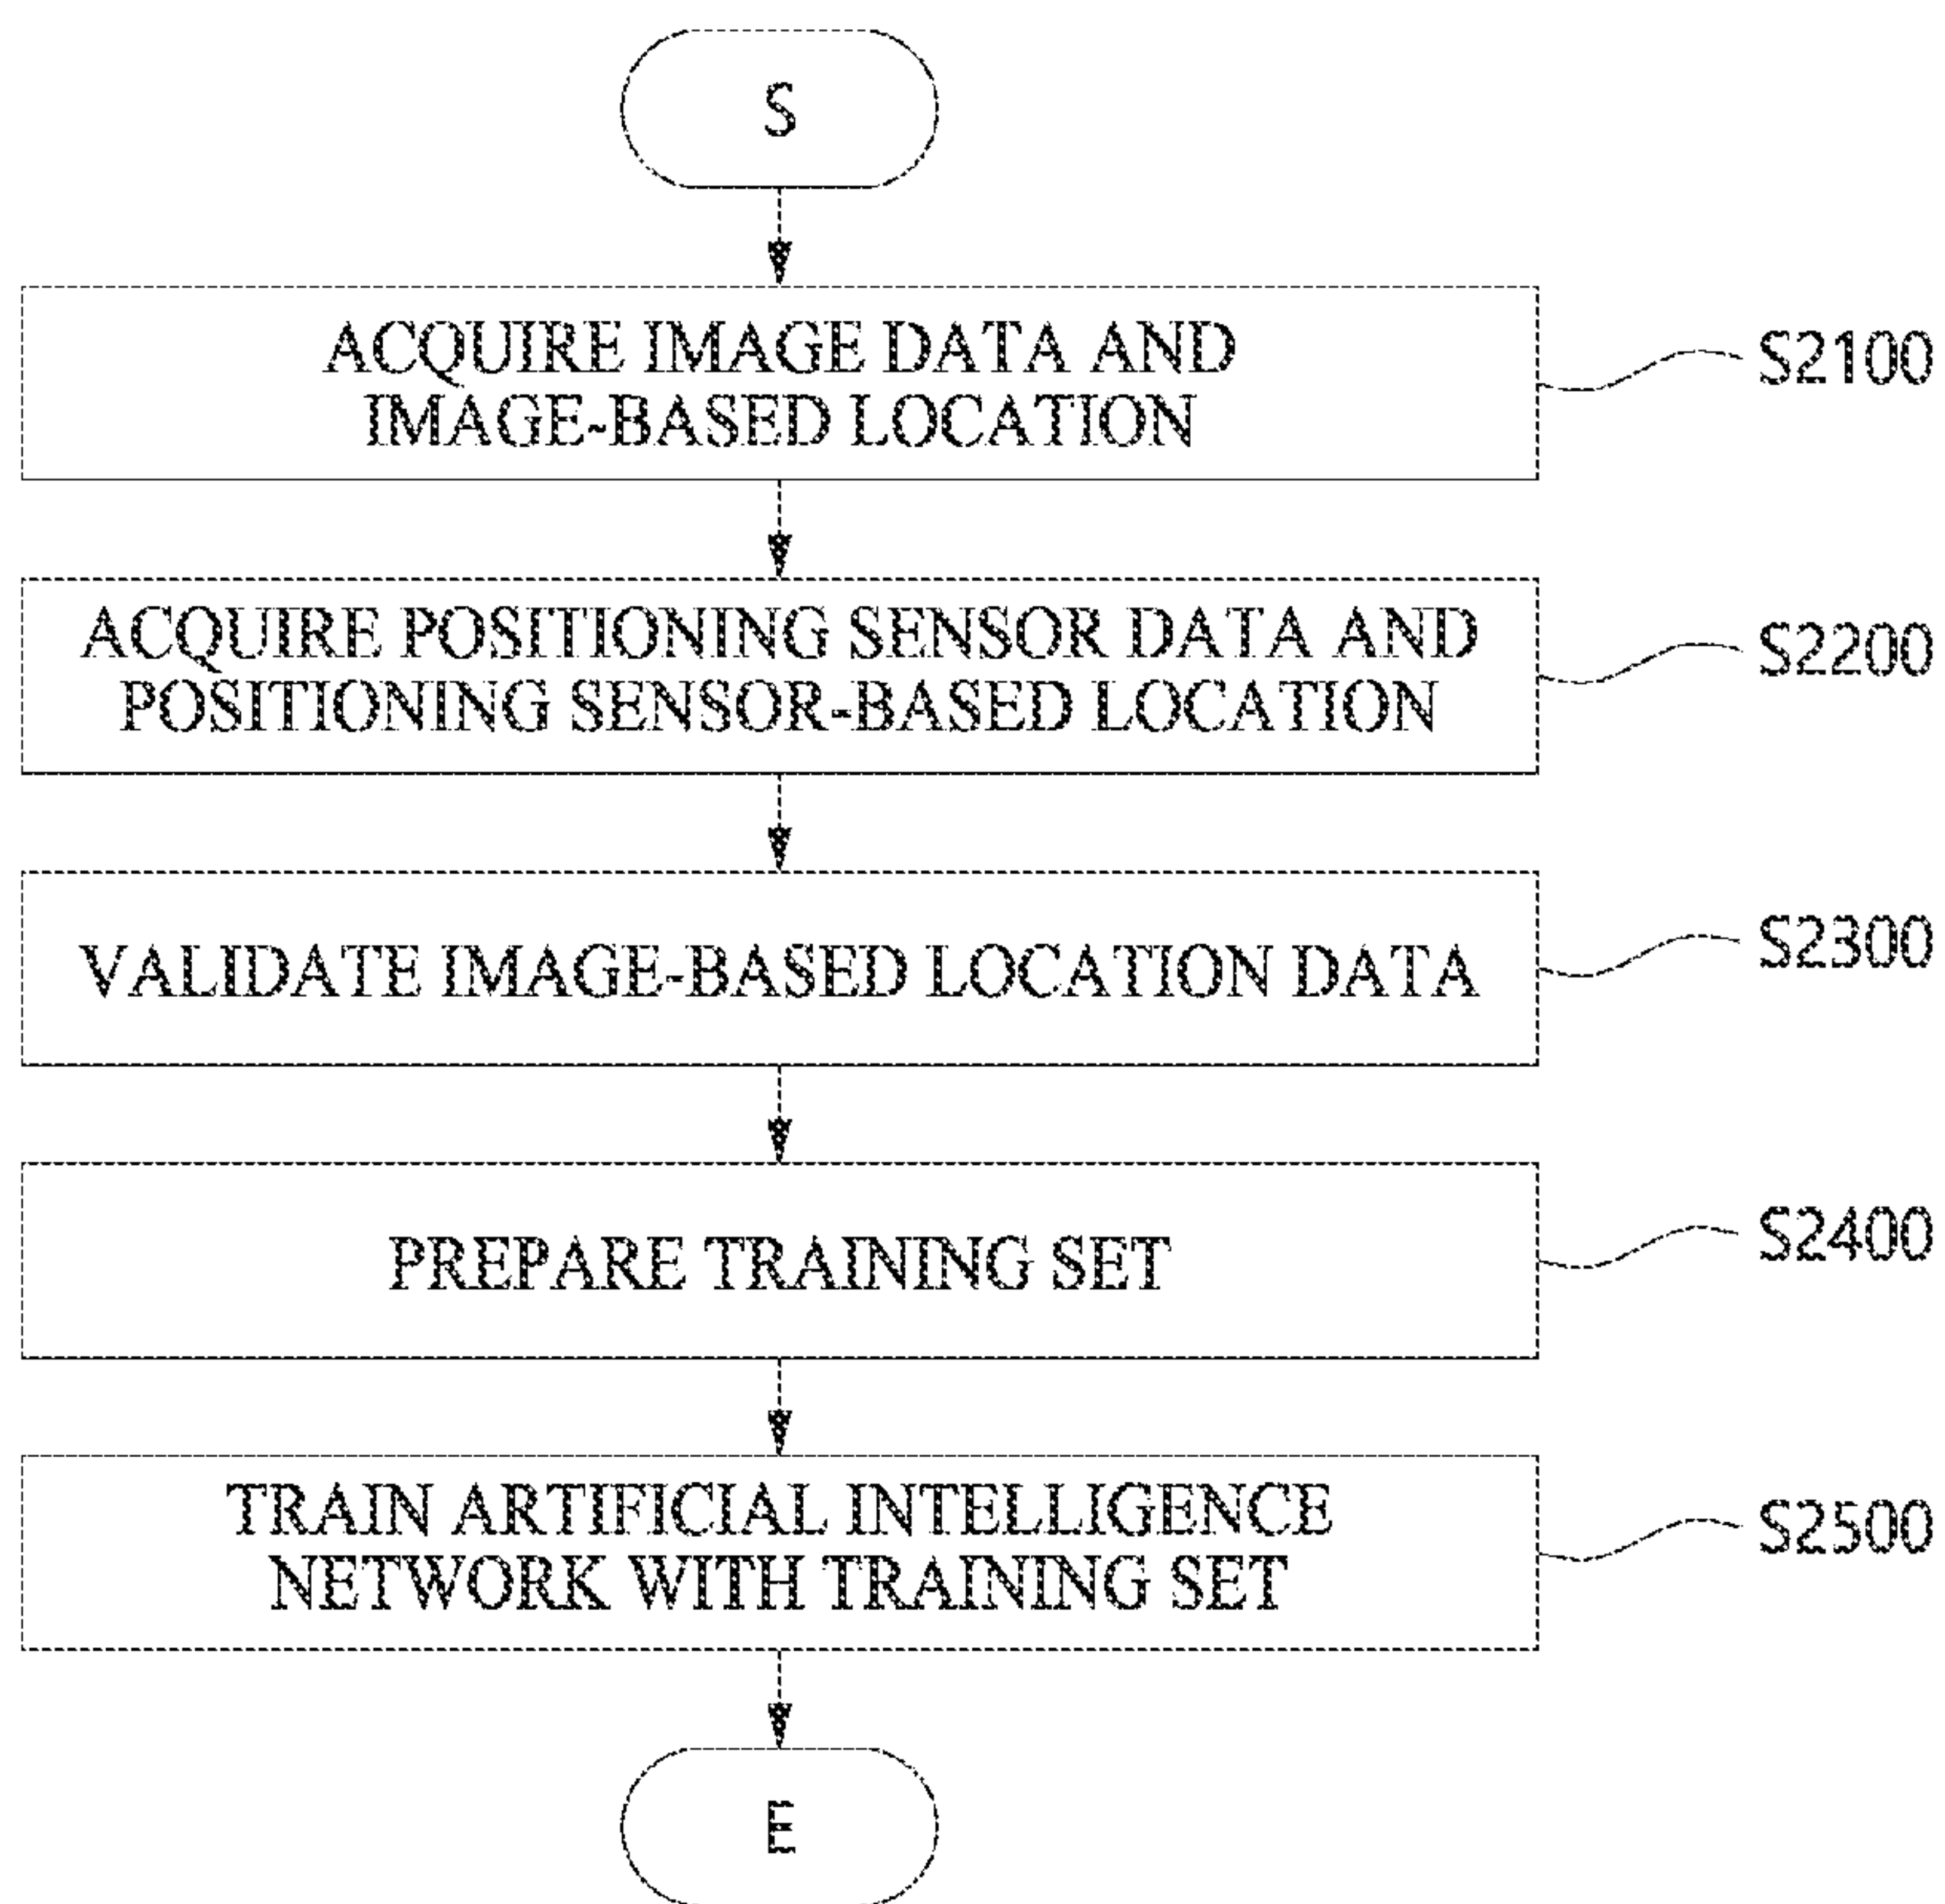 S
ACQUIRE IMAGE DATA AND
IMAGE-BASED LOCATION
S2100
ACQUIRE POSITIONING SENSOR DATA AND
POSITIONING SENSOR-BASED LOCATION
S2200
VALIDATE IMAGE-BASED LOCATION DATA
S2300
PREPARE TRAINING SET
S2400
TRAIN ARTIFICIAL INTELLIGENCE
NETWORK WITH TRAINING SET
S2500
E